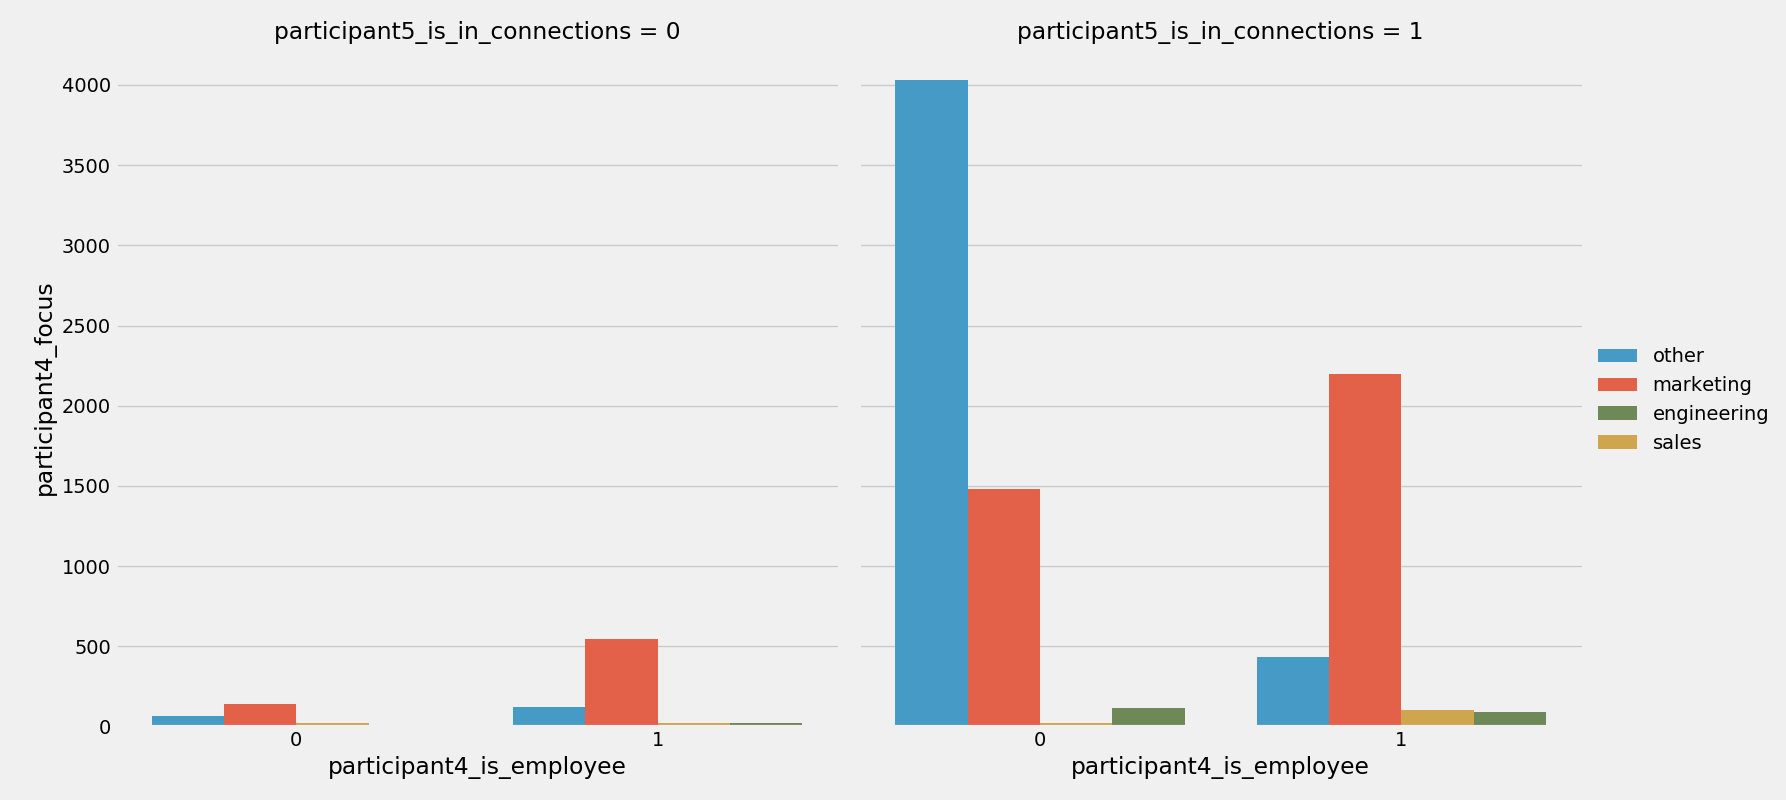 participant5_is_in_connections = 0
participant5_is_in_connections = 1
participant4_focus
4000
3500
3000
2500
2000
1500
1000
500
0
0 1
0 1
participant4_is_employee
participant4_is_employee
other
marketing
engineering
sales